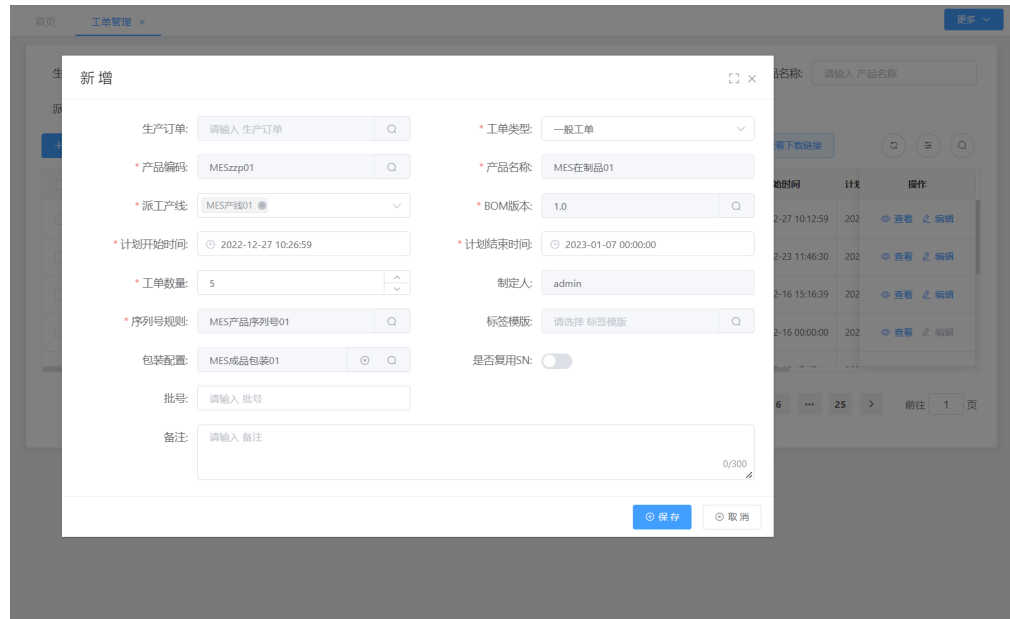 首页 工单管理 × 更多
新增
品名称: 请输入 产品名称
生产订单: 请输入 生产订单 * 工单类型: 一般工单
* 产品编码: MESzzp01 * 产品名称: MES在制品01
看下载链接
* 派工产线: MES产线01 * BOM版本: 1.0
始时间 计划 操作
* 计划开始时间: 2022-12-27 10:26:59 * 计划结束时间: 2023-01-07 00:00:00
2-27 10:12:59 202 查看 编辑
* 工单数量: 5 制定人: admin
2-23 11:46:30 202 查看 编辑
* 序列号规则: MES产品序列号01 标签模版: 请选择 标签模版
2-16 15:16:39 202 查看 编辑
包装配置: MES成品包装01 是否复用SN:
2-16 00:00:00 202 查看 编辑
批号: 请输入 批号
6 ··· 25 > 前往 1 页
备注: 请输入 备注
0/300
保存 取消